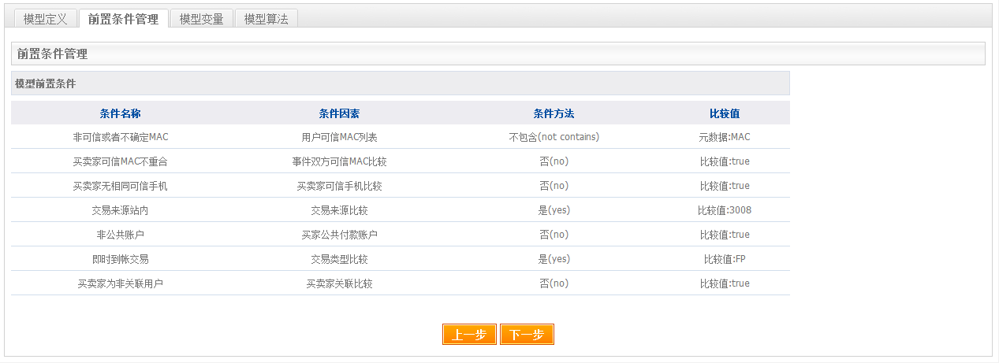 模型定义 前置条件管理 模型变量 模型算法
前置条件管理
模型前置条件
条件名称 条件因素 条件方法 比较值
非可信或者不确定MAC 用户可信MAC列表 不包含(not contains) 元数据:MAC
买卖家可信MAC不重合 事件双方可信MAC比较 否(no) 比较值:true
买卖家无相同可信手机 买卖家可信手机比较 否(no) 比较值:true
交易来源站内 交易来源比较 是(yes) 比较值:3008
非公共账户 买家公共付款账户 否(no) 比较值:true
即时到帐交易 交易类型比较 是(yes) 比较值:FP
买卖家为非关联用户 买卖家关联比较 否(no) 比较值:true
上一步 下一步